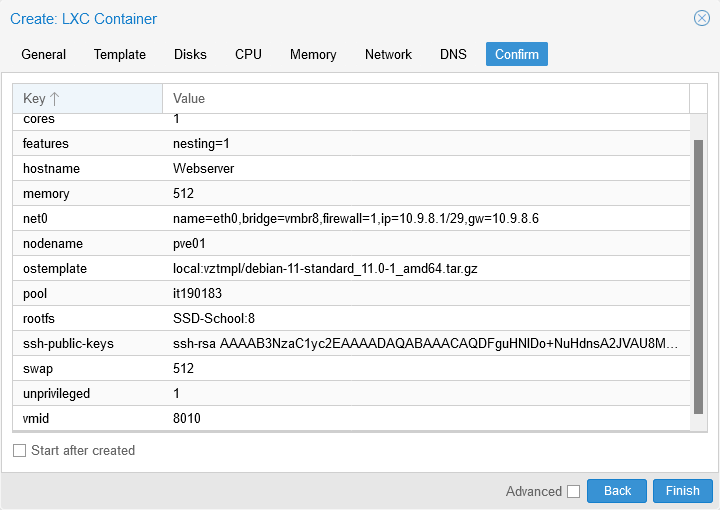 Create: LXC Container
General Template Disks CPU Memory Network DNS Confirm
Key Value
cores 1
features nesting=1
hostname Webserver
memory 512
net0 name=eth0,bridge=vmbr8,firewall=1,ip=10.9.8.1/29,gw=10.9.8.6
nodename pve01
ostemplate local:vztmpl/debian-11-standard_11.0-1_amd64.tar.gz
pool it190183
rootfs SSD-School:8
ssh-public-keys ssh-rsa AAAAB3NzaC1yc2EAAAADAQABAAACAQDFguHNlDo+NuHdnsA2JVAU8M...
swap 512
unprivileged 1
vmid 8010
Start after created
Advanced Back Finish